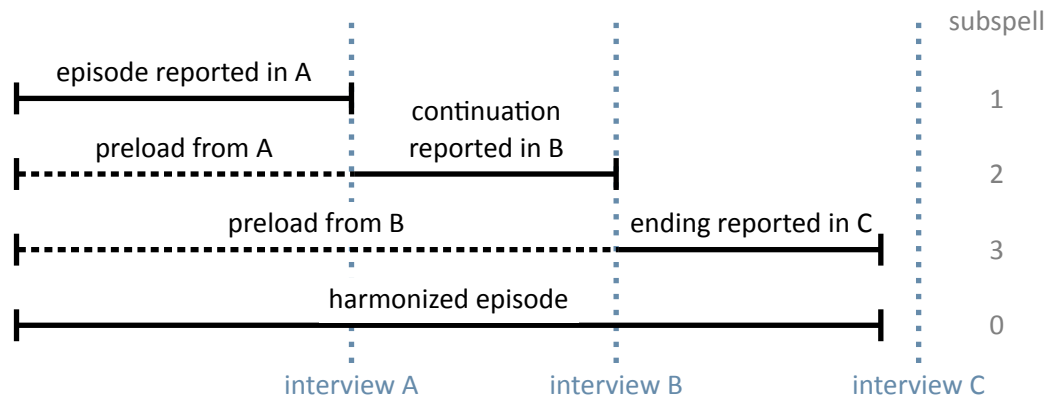 subspell
episode reported in A
1
continuation
preload from A
reported in B
2
preload from B
ending reported in C
3
harmonized episode
0
interview A
interview B
interview C